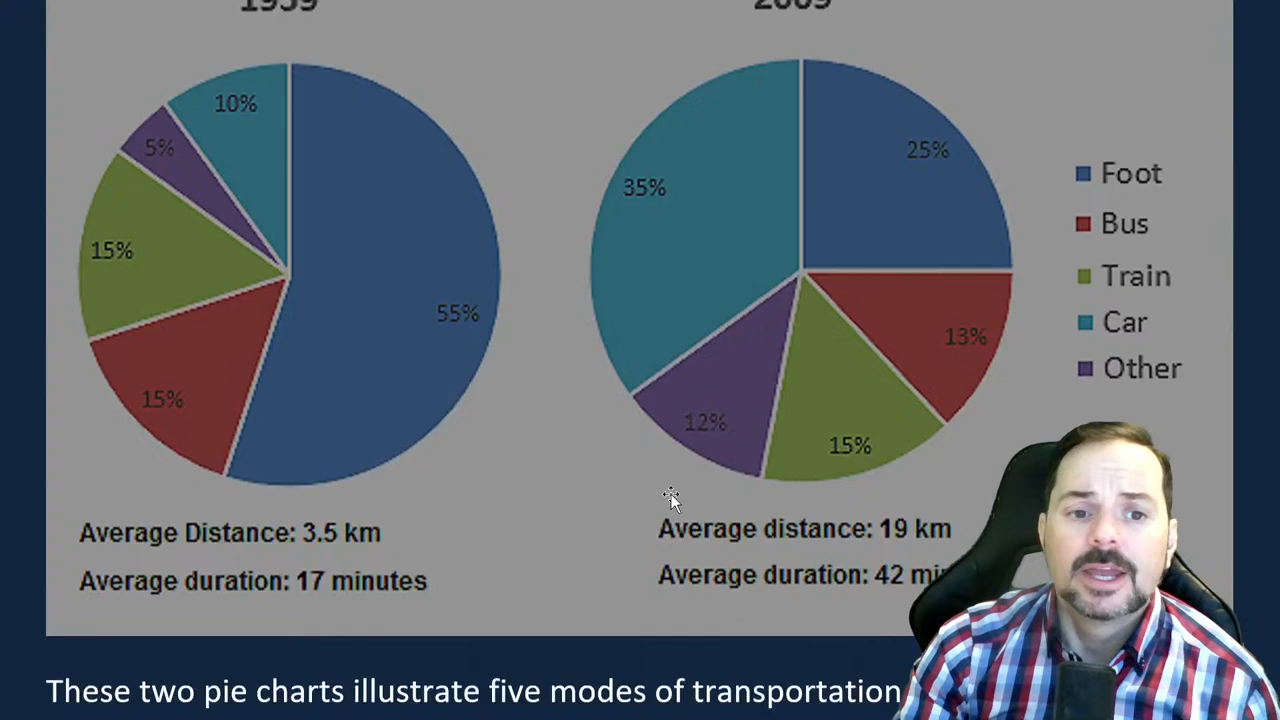 1959
2009
10%
5%
15%
15%
55%
25%
35%
13%
12%
15%
Foot
Bus
Train
Car
Other
Average Distance: 3.5 km
Average duration: 17 minutes
Average distance: 19 km
Average duration: 42
These two pie charts illustrate five modes of transportation